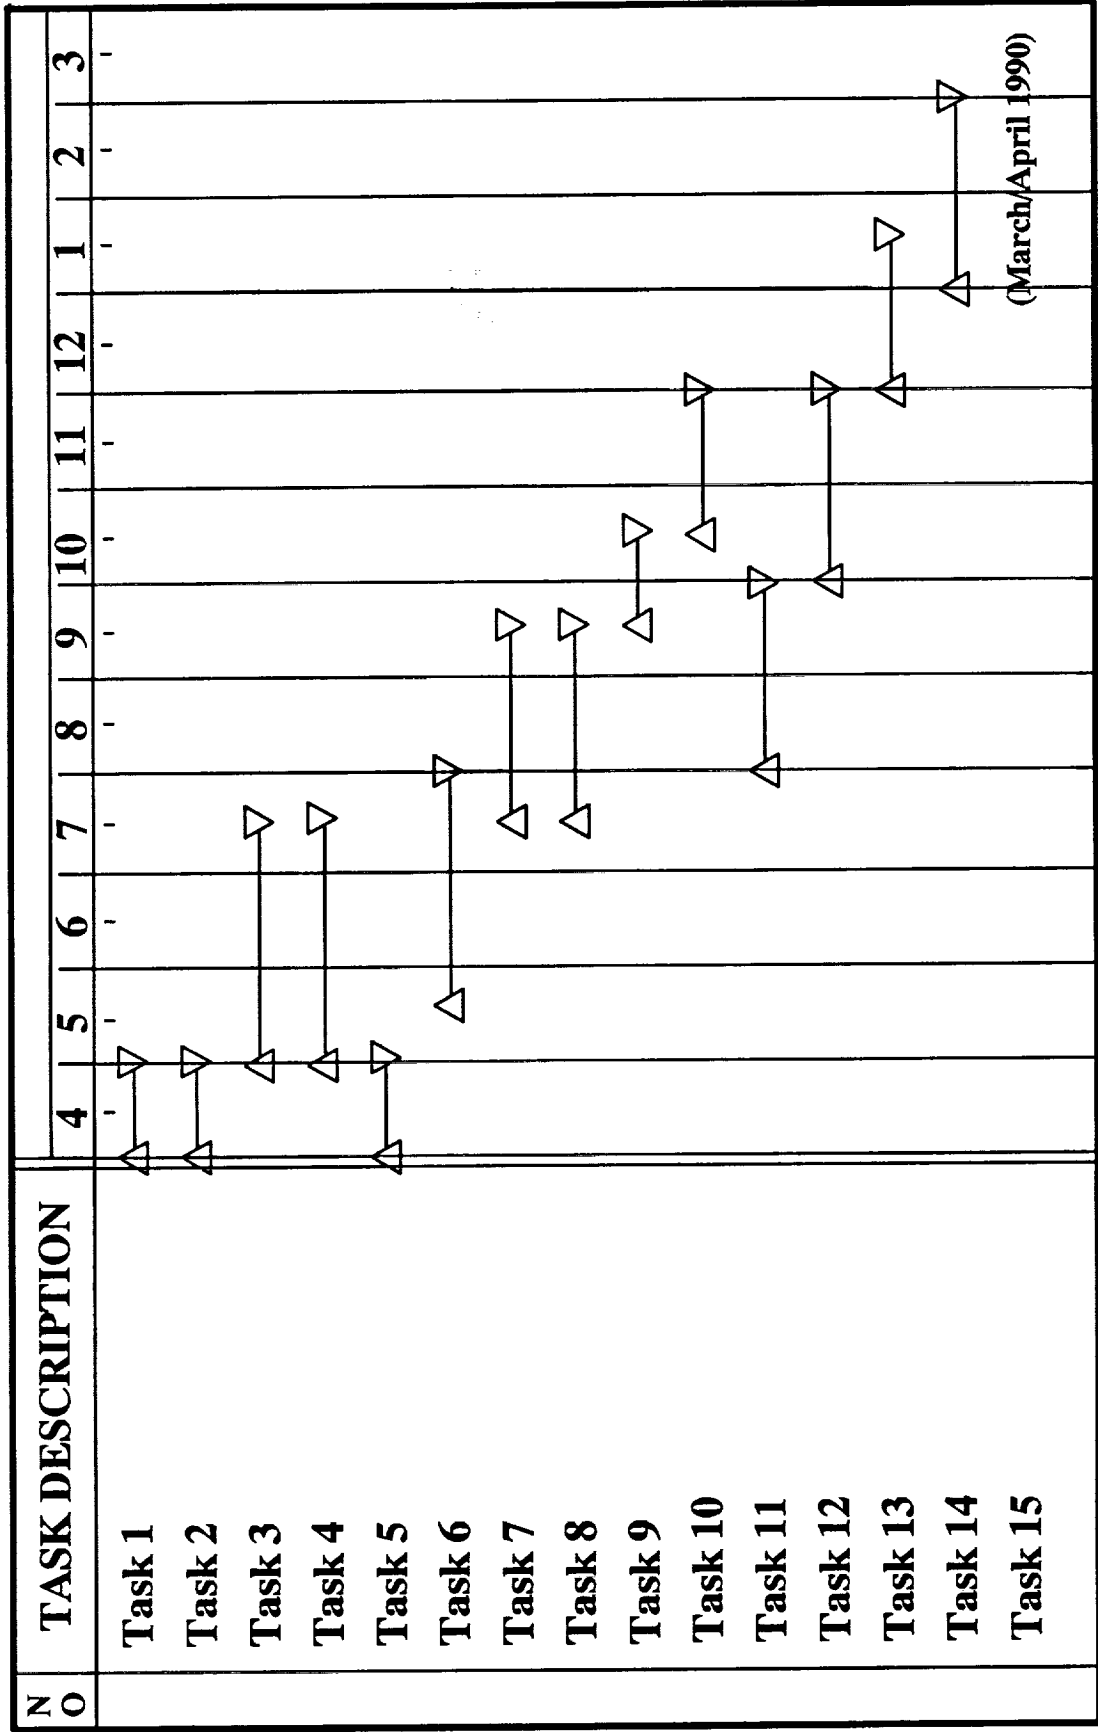 NO TASK DESCRIPTION 4 5 6 7 8 9 10 11 12 1 2 3
Task 1
Task 2
Task 3
Task 4
Task 5
Task 6
Task 7
Task 8
Task 9
Task 10
Task 11
Task 12
Task 13
Task 14
Task 15 (March/April 1990)